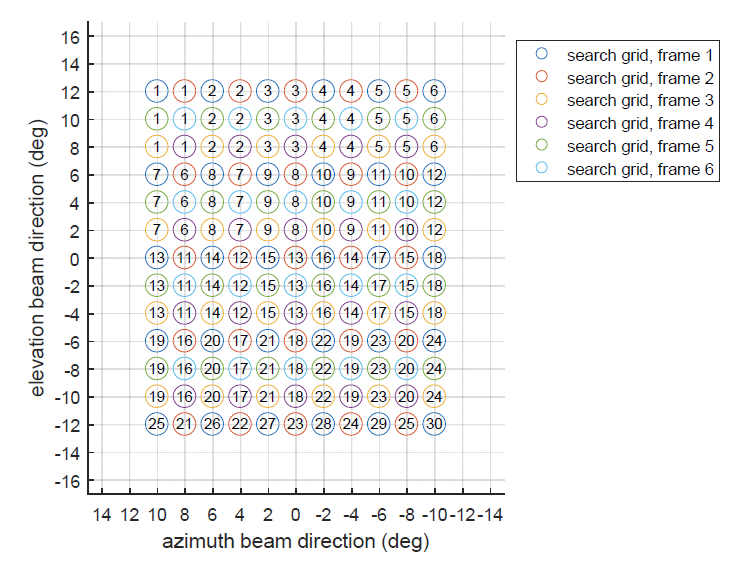 16
14
12
10
8
6
4
2
0
-2
-4
-6
-8
-10
-12
-14
-16
elevation beam direction (deg)
1 1 2 2 3 3 4 4 5 5 6
1 1 2 2 3 3 4 4 5 5 6
1 1 2 2 3 3 4 4 5 5 6
7 6 8 7 9 8 10 9 11 10 12
7 6 8 7 9 8 10 9 11 10 12
7 6 8 7 9 8 10 9 11 10 12
13 11 14 12 15 13 16 14 17 15 18
13 11 14 12 15 13 16 14 17 15 18
13 11 14 12 15 13 16 14 17 15 18
19 16 20 17 21 18 22 19 23 20 24
19 16 20 17 21 18 22 19 23 20 24
19 16 20 17 21 18 22 19 23 20 24
25 21 26 22 27 23 28 24 29 25 30
14 12 10 8 6 4 2 0 -2 -4 -6 -8 -10 -12 -14
azimuth beam direction (deg)
search grid, frame 1
search grid, frame 2
search grid, frame 3
search grid, frame 4
search grid, frame 5
search grid, frame 6